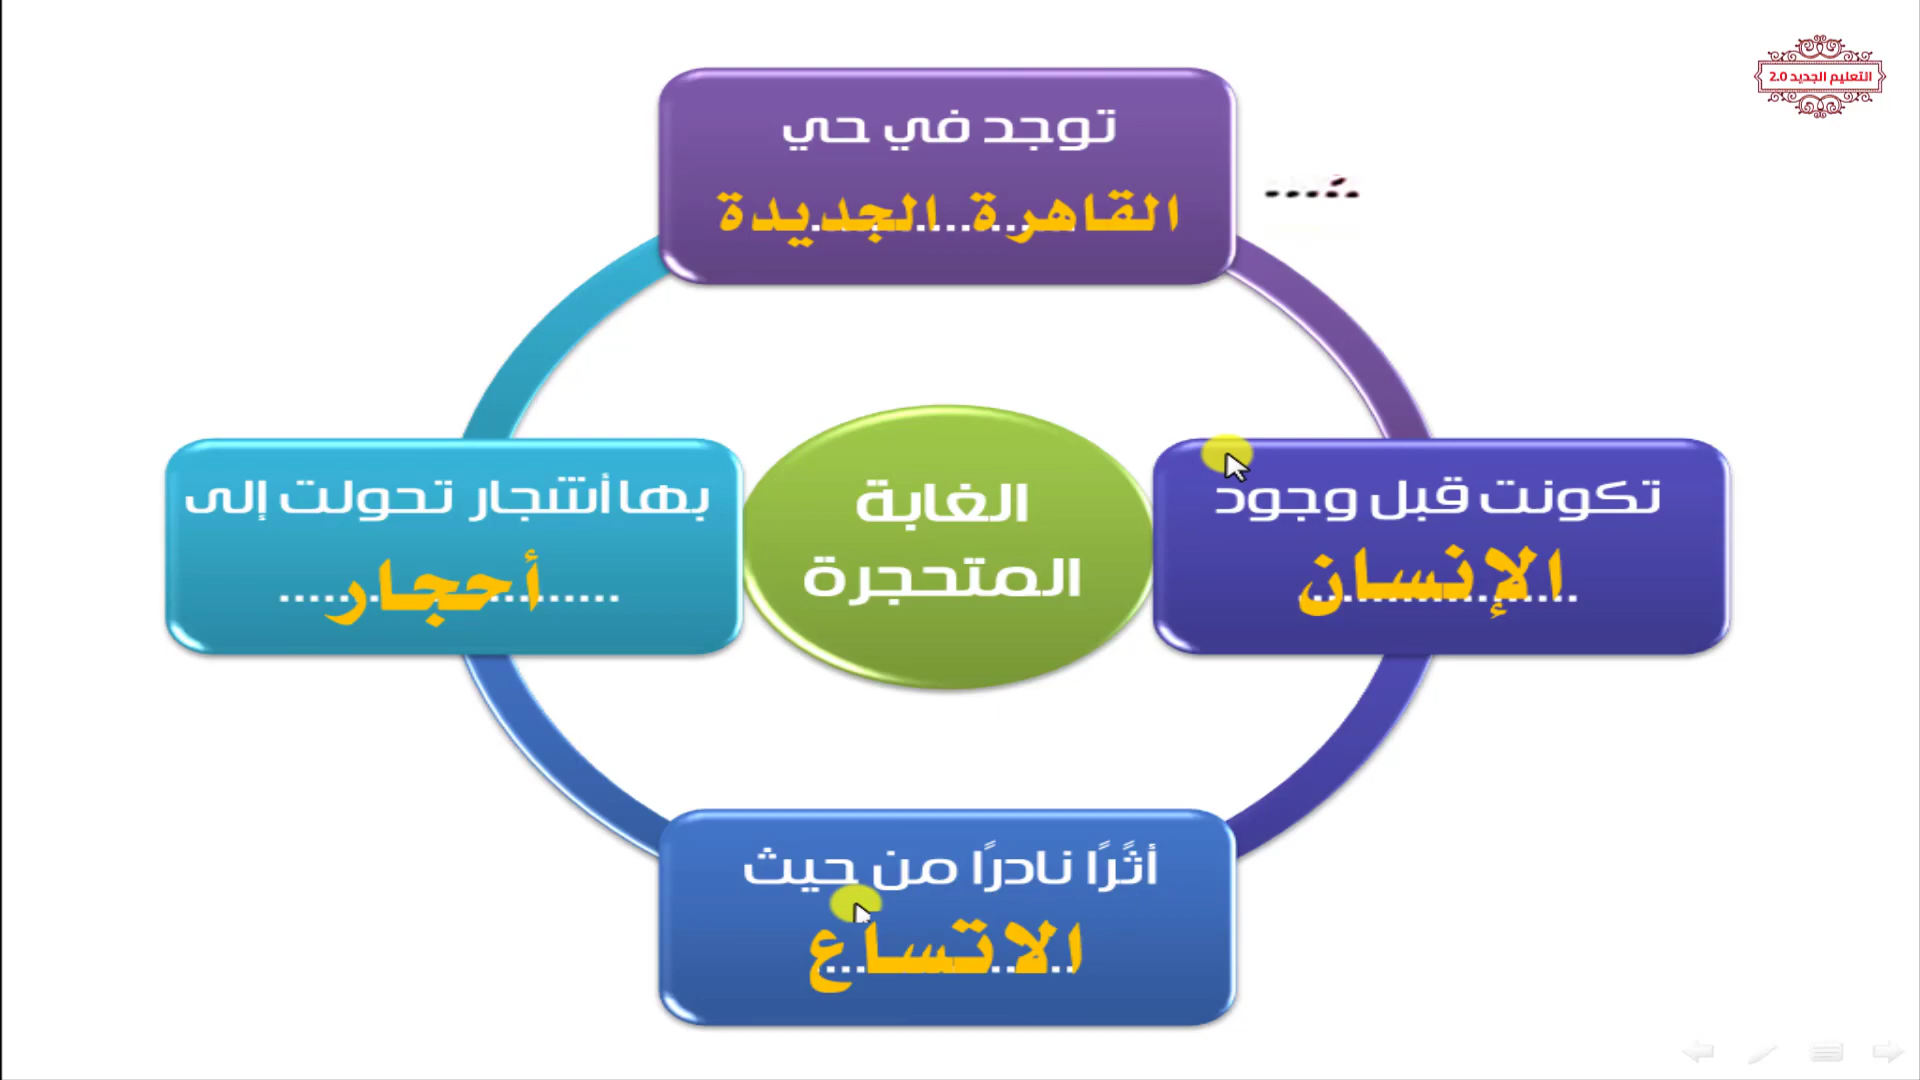 التعليم الجديد 2.0
توجد في حي
القاهرة الجديدة
تكونت قبل وجود
الإنسان
الغابة
المتحجرة
بها أشجار تحولت إلى
أحجار
أثرًا نادرًا من حيث
الاتساع